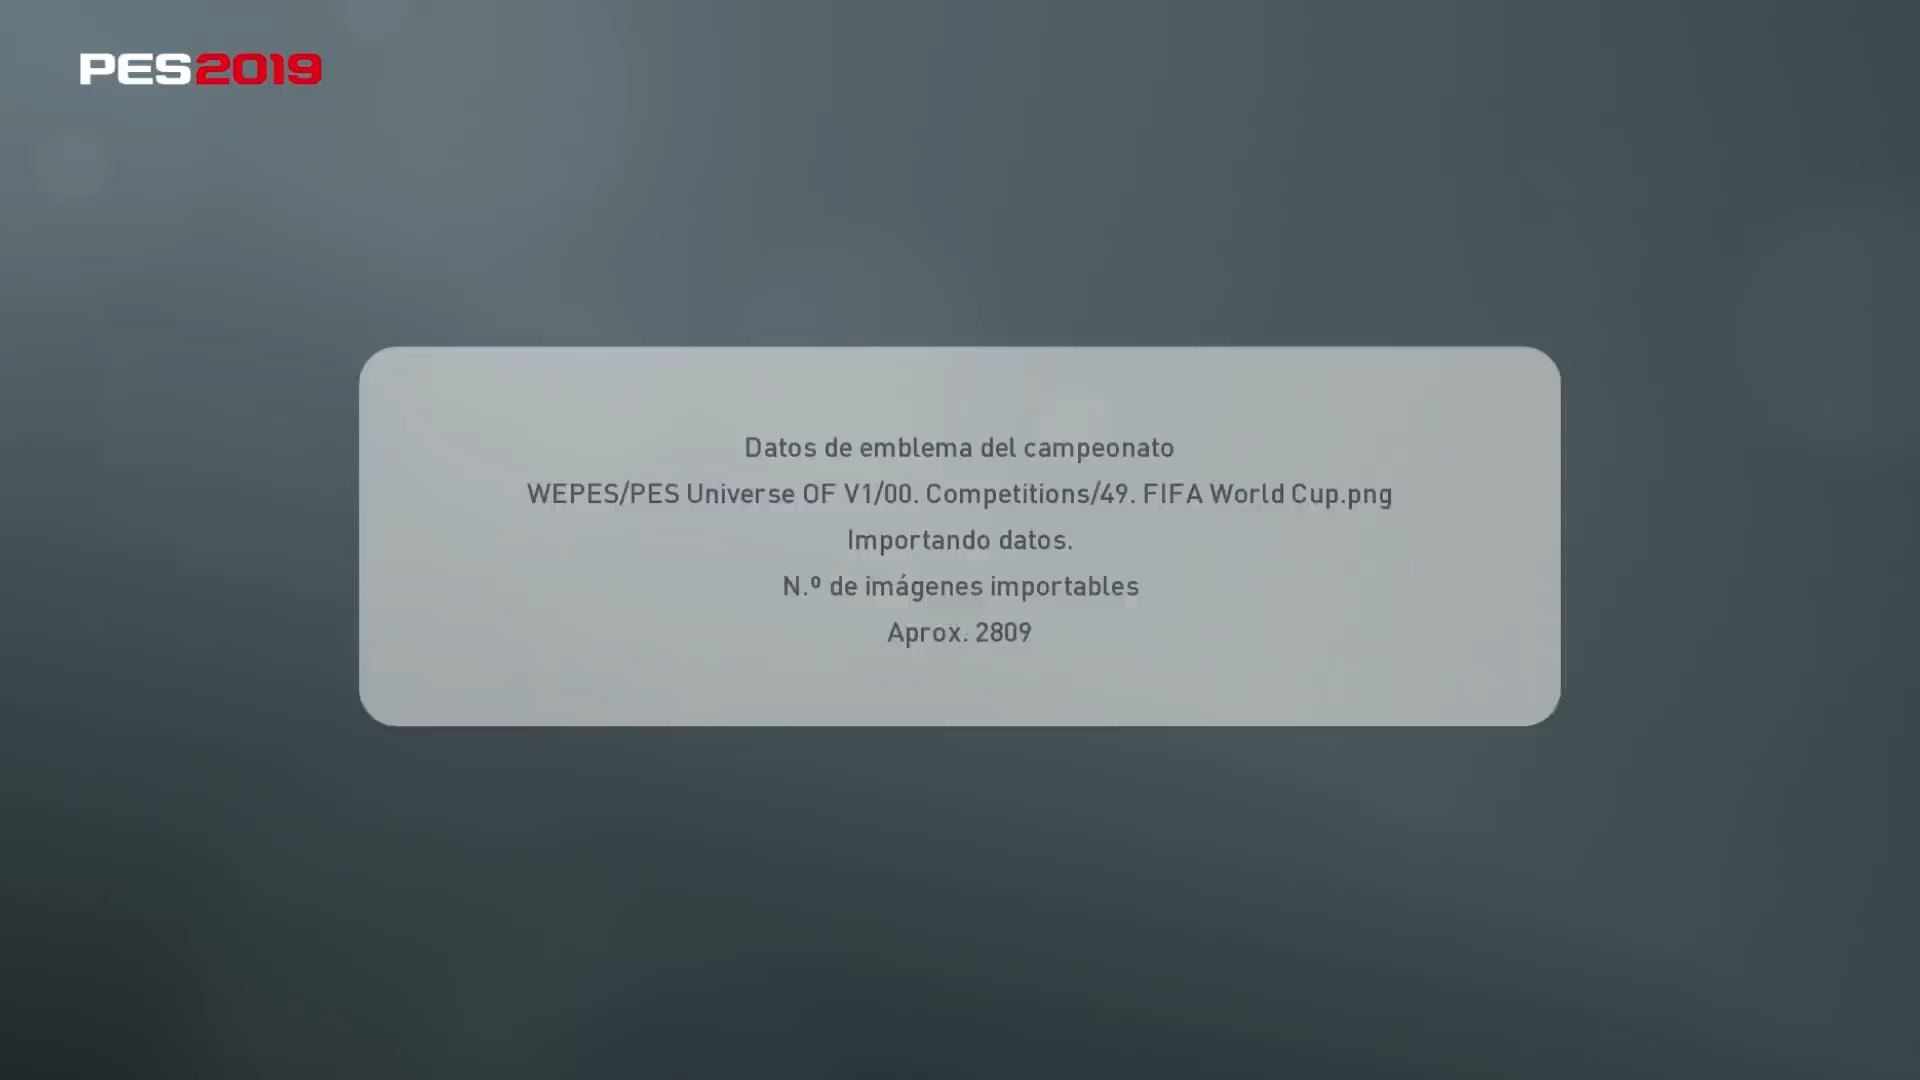 PES2019
Datos de emblema del campeonato
WEPES/PES Universe OF V1/00. Competitions/49. FIFA World Cup.png
Importando datos.
N.º de imágenes importables
Aprox. 2809